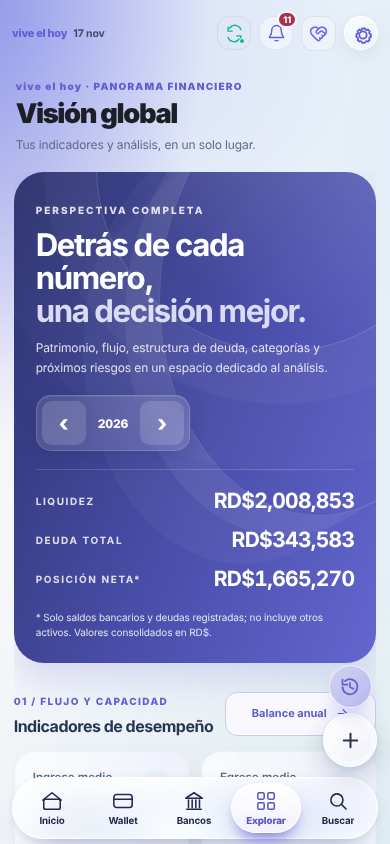 vive el hoy 17 nov
11
vive el hoy · PANORAMA FINANCIERO
Visión global
Tus indicadores y análisis, en un solo lugar.
PERSPECTIVA COMPLETA
Detrás de cada
número,
una decisión mejor.
Patrimonio, flujo, estructura de deuda, categorías y
próximos riesgos en un espacio dedicado al análisis.
‹ 2026 ›
LIQUIDEZ RD$2,008,853
DEUDA TOTAL RD$343,583
POSICIÓN NETA* RD$1,665,270
* Solo saldos bancarios y deudas registradas; no incluye otros
activos. Valores consolidados en RD$.
01 / FLUJO Y CAPACIDAD
Indicadores de desempeño
Balance anual →
Ingreso medio Egreso medio
Inicio Wallet Bancos Explorar Buscar